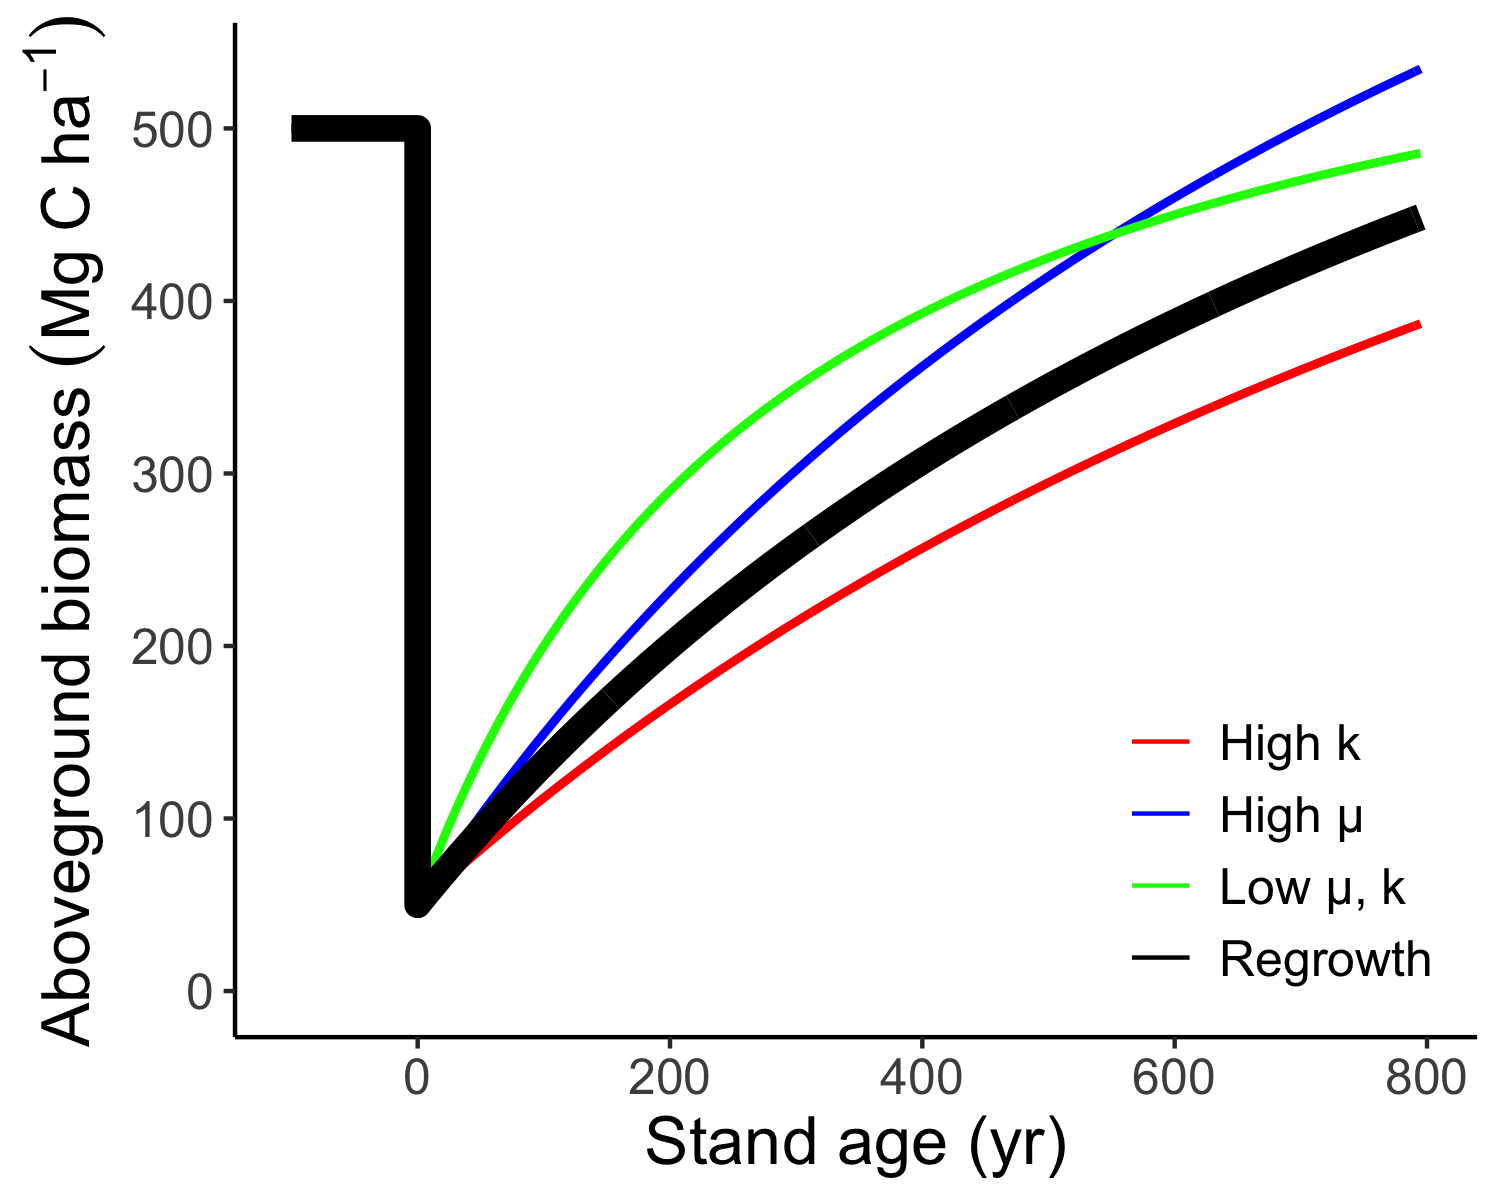 Aboveground biomass (Mg C ha⁻¹)
500
400
300
200
100
0
High k
High μ
Low μ, k
Regrowth
0 200 400 600 800
Stand age (yr)